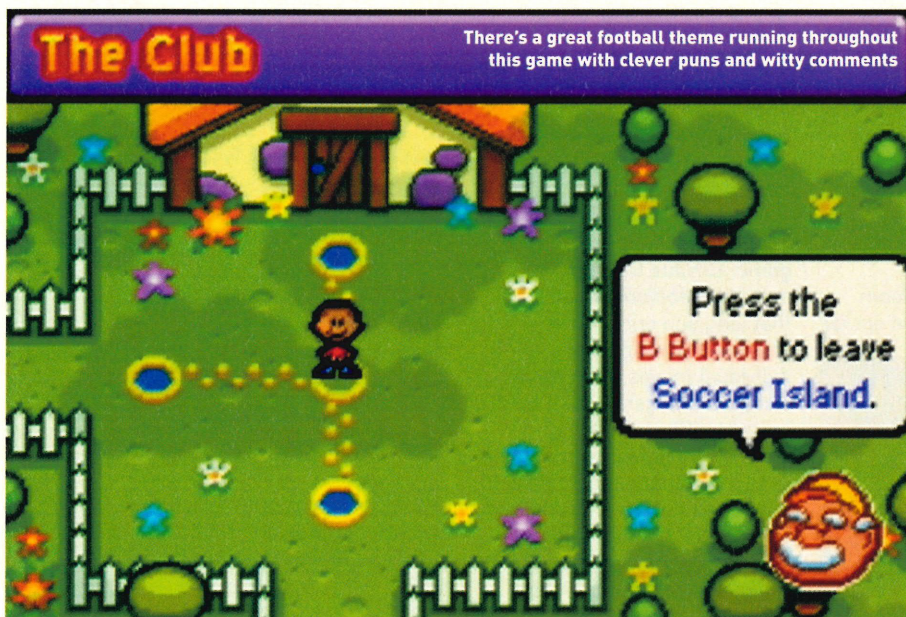 The Club
There's a great football theme running throughout
this game with clever puns and witty comments
Press the
B Button to leave
Soccer Island.